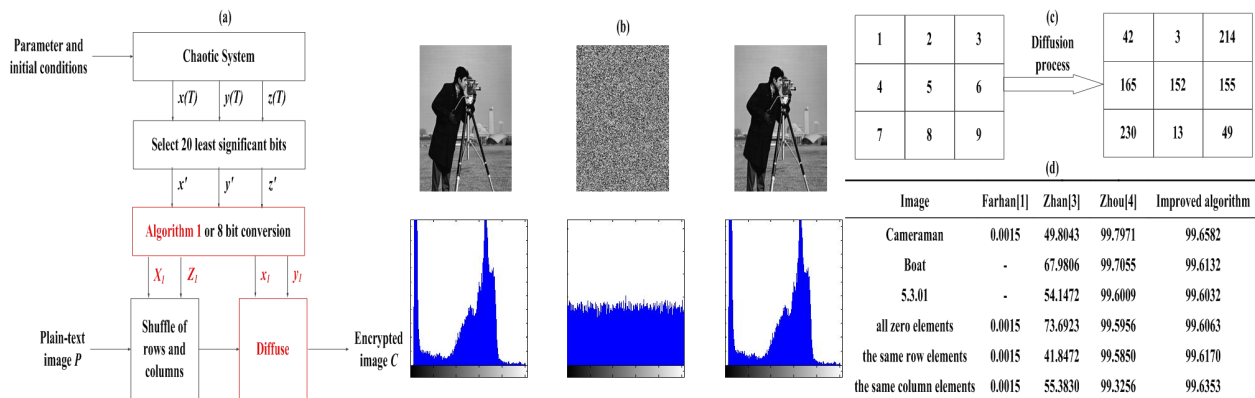 (a)
Parameter and
initial conditions
Chaotic System
x(T) y(T) z(T)
Select 20 least significant bits
x' y' z'
Algorithm 1 or 8 bit conversion
X1 Z1 x1 y1
Plain-text
image P
Shuffle of
rows and
columns
Diffuse
Encrypted
image C
(b)
(c)
1 2 3
4 5 6
7 8 9
Diffusion
process
42 3 214
165 152 155
230 13 49
(d)
Image Farhan[1] Zhan[3] Zhou[4] Improved algorithm
Cameraman 0.0015 49.8043 99.7971 99.6582
Boat - 67.9806 99.7055 99.6132
5.3.01 - 54.1472 99.6009 99.6032
all zero elements 0.0015 73.6923 99.5956 99.6063
the same row elements 0.0015 41.8472 99.5850 99.6170
the same column elements 0.0015 55.3830 99.3256 99.6353